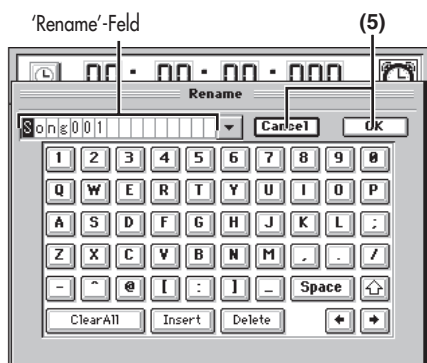 'Rename'-Feld (5)
00 · 00 · 00 · 000
Rename
Song001 Cancel OK
1 2 3 4 5 6 7 8 9 0
Q W E R T Y U I O P
A S D F G H J K L ;
Z X C V B N M , . /
- ^ @ [ : ] _ Space
ClearAll Insert Delete